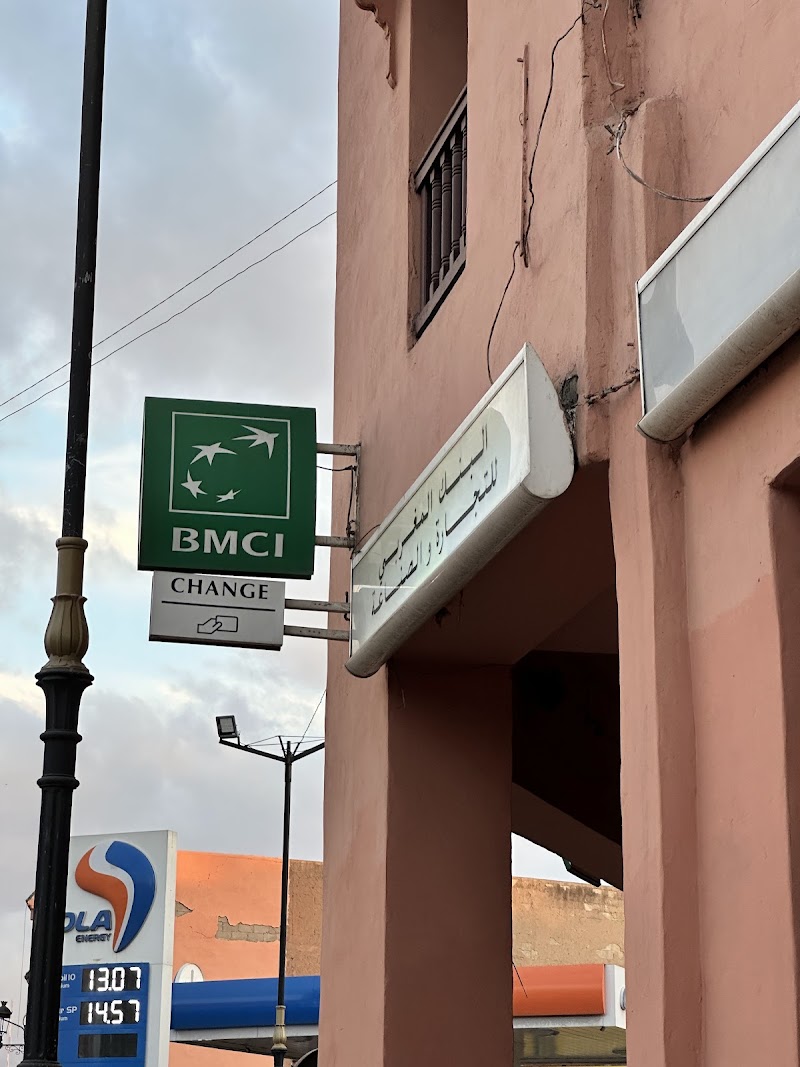 BMCI
CHANGE
البنك المغربي
للتجارة والصناعة
OLA
ENERGY
13.07
14.57